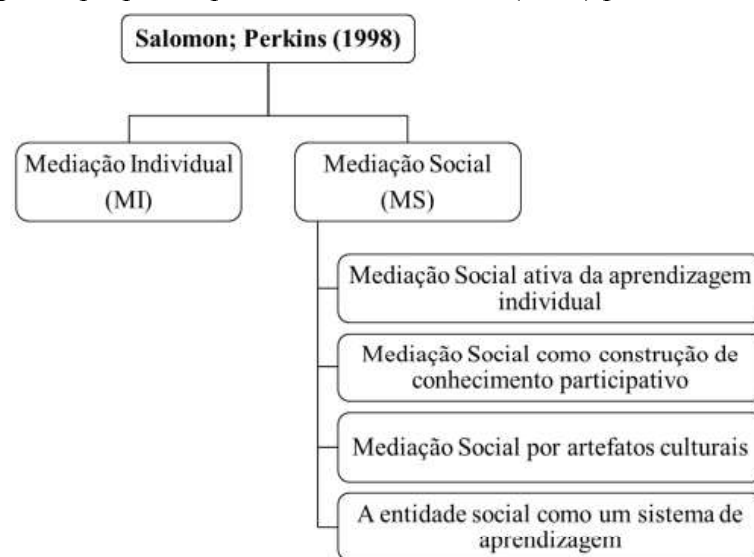 Salomon; Perkins (1998)
Mediação Individual
(MI)
Mediação Social
(MS)
Mediação Social ativa da aprendizagem
individual
Mediação Social como construção de
conhecimento participativo
Mediação Social por artefatos culturais
A entidade social como um sistema de
aprendizagem